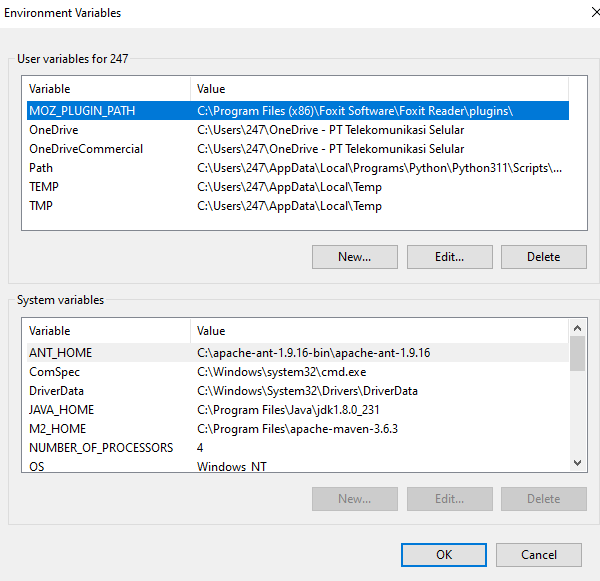 Environment Variables
User variables for 247
Variable Value
MOZ_PLUGIN_PATH C:\Program Files (x86)\Foxit Software\Foxit Reader\plugins\
OneDrive C:\Users\247\OneDrive - PT Telekomunikasi Selular
OneDriveCommercial C:\Users\247\OneDrive - PT Telekomunikasi Selular
Path C:\Users\247\AppData\Local\Programs\Python\Python311\Scripts\...
TEMP C:\Users\247\AppData\Local\Temp
TMP C:\Users\247\AppData\Local\Temp
New... Edit... Delete
System variables
Variable Value
ANT_HOME C:\apache-ant-1.9.16-bin\apache-ant-1.9.16
ComSpec C:\Windows\system32\cmd.exe
DriverData C:\Windows\System32\Drivers\DriverData
JAVA_HOME C:\Program Files\Java\jdk1.8.0_231
M2_HOME C:\Program Files\apache-maven-3.6.3
NUMBER_OF_PROCESSORS 4
OS Windows_NT
New... Edit... Delete
OK Cancel